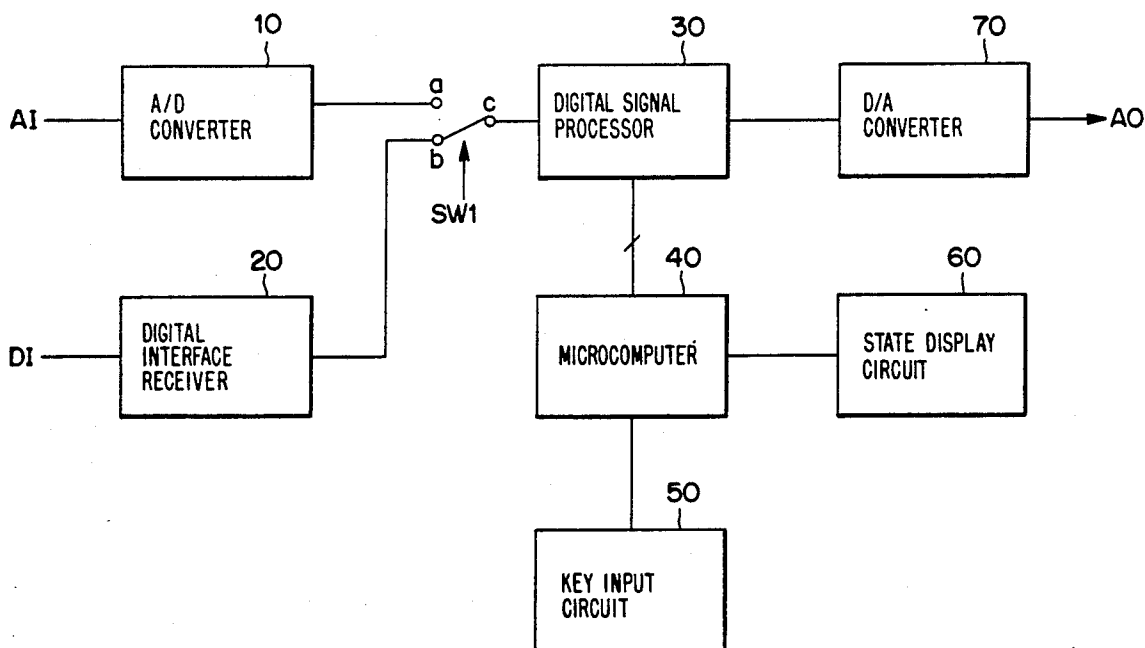 10
30
70
A/D
CONVERTER
a
c
DIGITAL SIGNAL
PROCESSOR
D/A
CONVERTER
AI
AO
b
SW1
20
40
60
DIGITAL
INTERFACE
RECEIVER
DI
MICROCOMPUTER
STATE DISPLAY
CIRCUIT
50
KEY INPUT
CIRCUIT